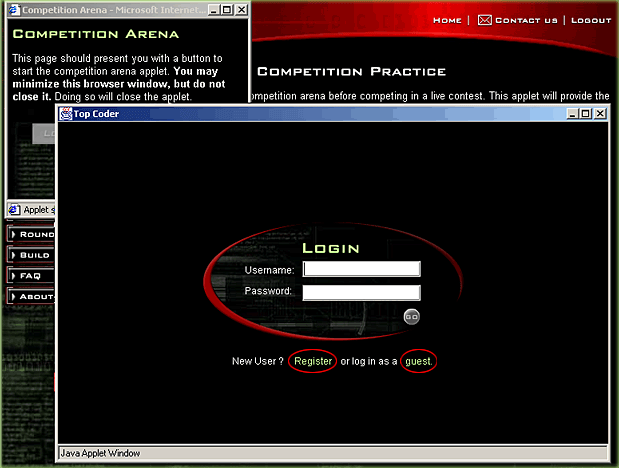 Competition Arena - Microsoft Internet...
Home | Contact us | Logout
Competition Arena
This page should present you with a button to
start the competition arena applet. You may
minimize this browser window, but do not
close it. Doing so will close the applet.
Competition Practice
ompetition arena before competing in a live contest. This applet will provide the
Top Coder
Applet s
Round
Build
FAQ
About
Login
Username:
Password:
GO
New User ? Register or log in as a guest.
Java Applet Window